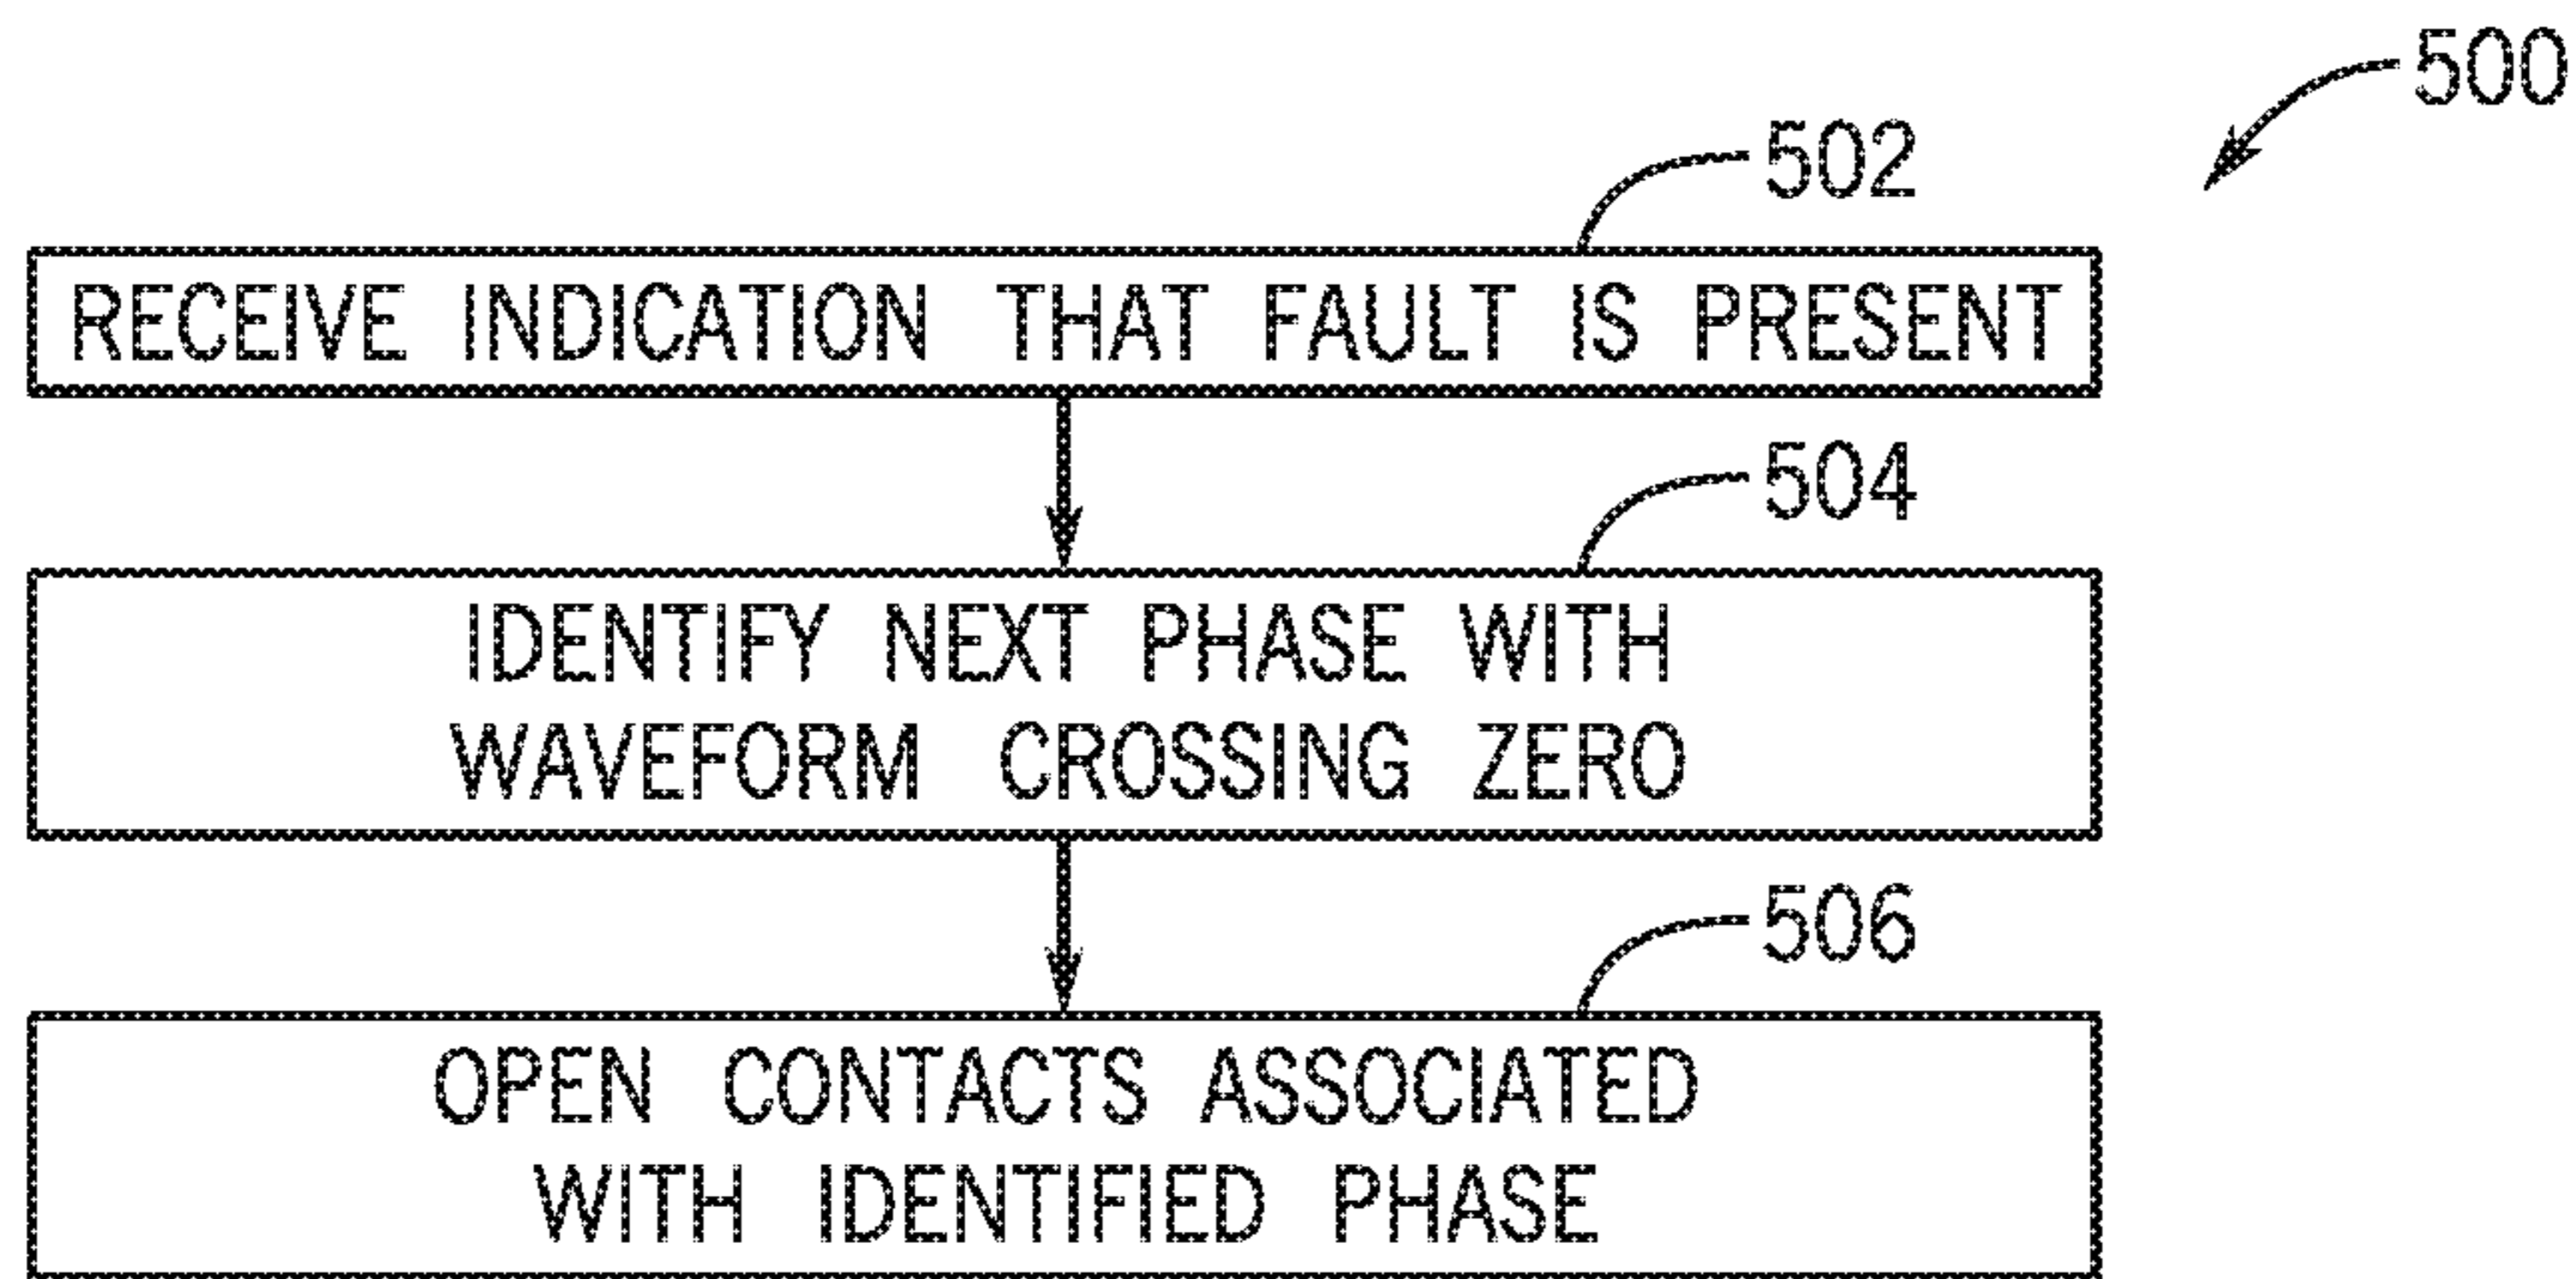 500
502
RECEIVE INDICATION THAT FAULT IS PRESENT
504
IDENTIFY NEXT PHASE WITH
WAVEFORM CROSSING ZERO
506
OPEN CONTACTS ASSOCIATED
WITH IDENTIFIED PHASE